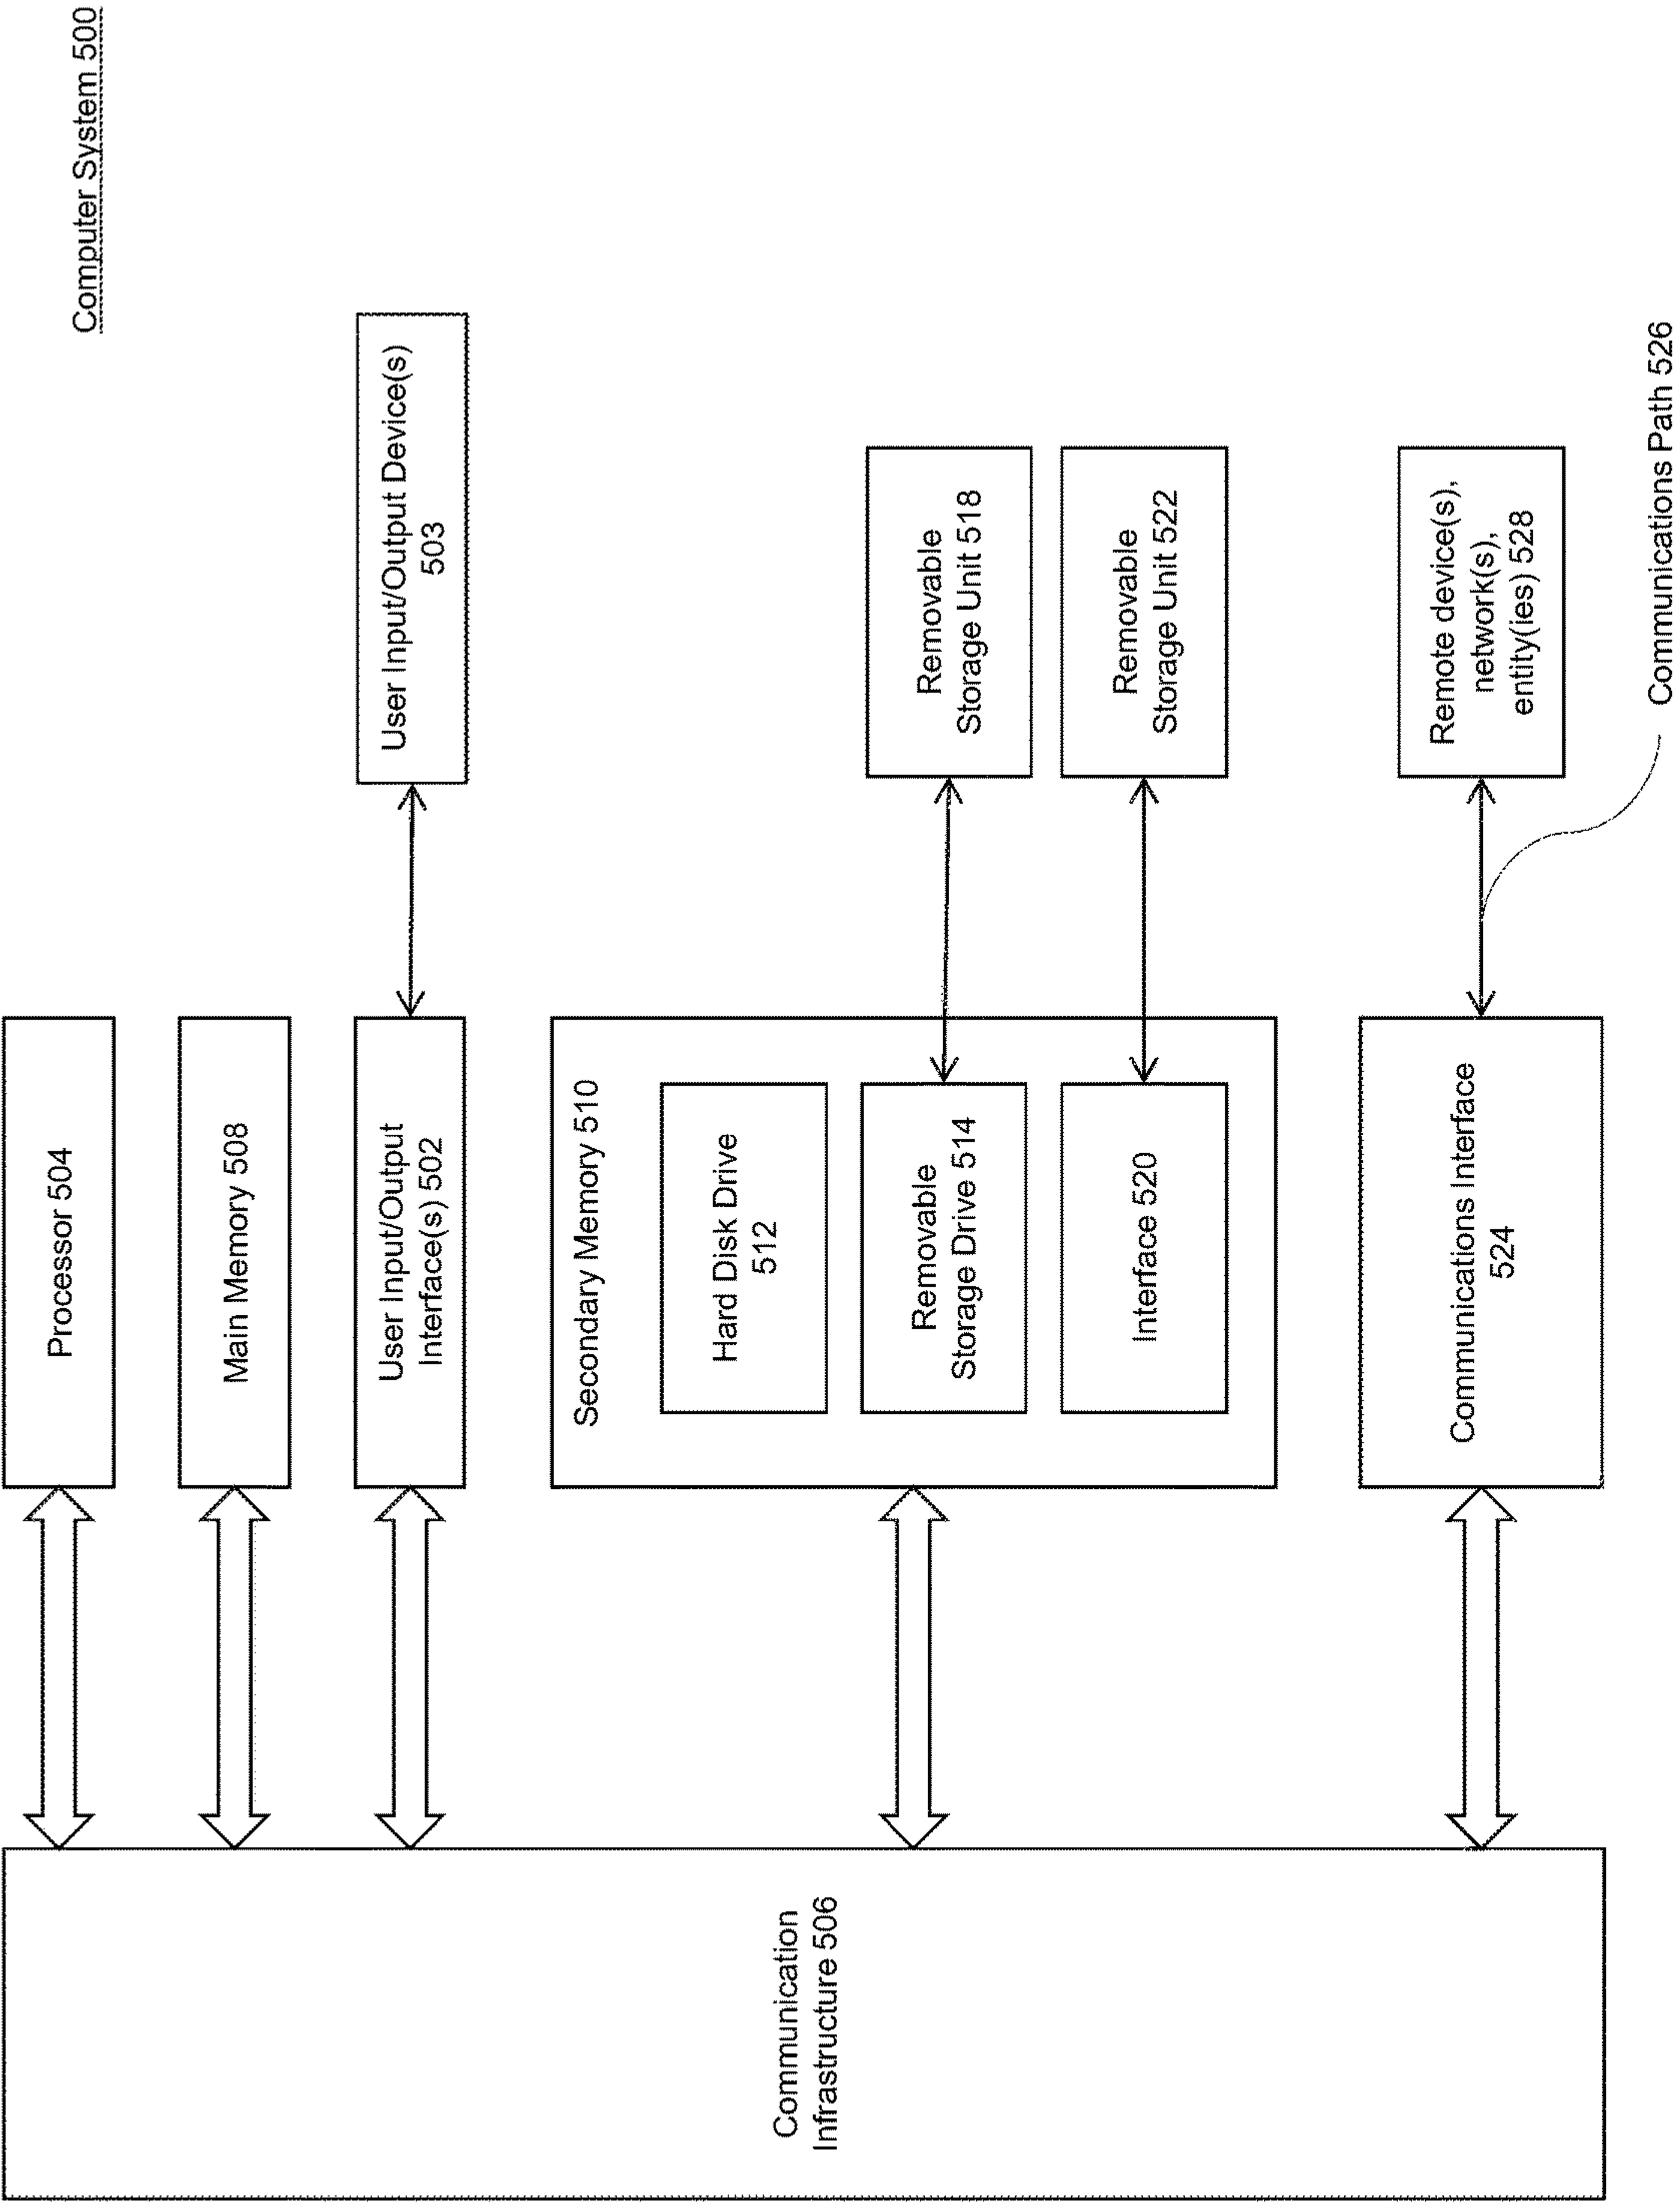 Computer System 500
Processor 504
Main Memory 508
User Input/Output
Interface(s) 502
User Input/Output Device(s)
503
Communication
Infrastructure 506
Secondary Memory 510
Hard Disk Drive
512
Removable
Storage Drive 514
Removable
Storage Unit 518
Interface 520
Removable
Storage Unit 522
Communications Interface
524
Remote device(s),
network(s),
entity(ies) 528
Communications Path 526